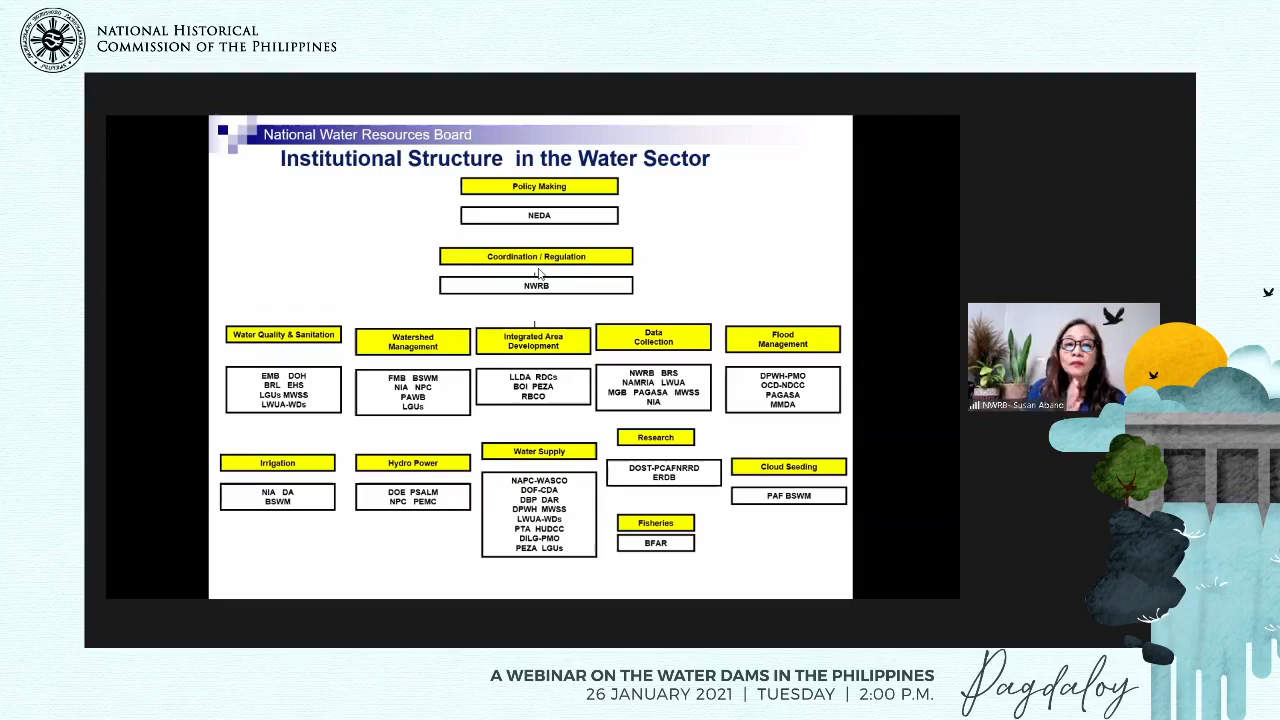 NATIONAL HISTORICAL
COMMISSION OF THE PHILIPPINES
National Water Resources Board
Institutional Structure in the Water Sector
Policy Making
NEDA
Coordination / Regulation
NWRB
Water Quality & Sanitation
EMB DOH
BRL EHS
LGUs MWSS
LWUA-WDs
Watershed
Management
FMB BSWM
NIA NPC
PAWB
LGUs
Integrated Area
Development
LLDA RDCs
BOI PEZA
RBCO
Data
Collection
NWRB BRS
NAMRIA LWUA
MGB PAGASA MWSS
NIA
Flood
Management
DPWH-PMO
OCD-NDCC
PAGASA
MMDA
Irrigation
NIA DA
BSWM
Hydro Power
DOE PSALM
NPC PEMC
Water Supply
NAPC-WASCO
DOF-CDA
DBP DAR
DPWH MWSS
LWUA-WDs
PTA HUDCC
DILG-PMO
PEZA LGUs
Research
DOST-PCAFNRRD
ERDB
Fisheries
BFAR
Cloud Seeding
PAF BSWM
NWRB- Susan Abano
A WEBINAR ON THE WATER DAMS IN THE PHILIPPINES
26 JANUARY 2021 | TUESDAY | 2:00 P.M.
Pagdaloy